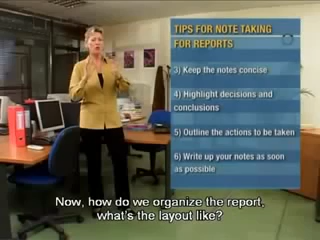 TIPS FOR NOTE TAKING
FOR REPORTS
3) Keep the notes concise
4) Highlight decisions and
conclusions
5) Outline the actions to be taken
6) Write up your notes as soon
as possible
Now, how do we organize the report,
what's the layout like?